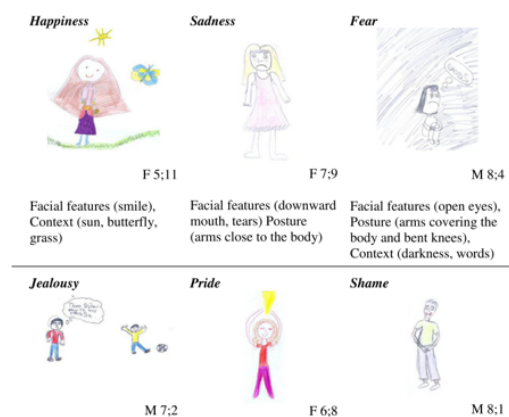 Happiness
Sadness
Fear
F 5;11
F 7;9
M 8;4
Facial features (smile),
Context (sun, butterfly,
grass)
Facial features (downward
mouth, tears) Posture
(arms close to the body)
Facial features (open eyes),
Posture (arms covering the
body and bent knees),
Context (darkness, words)
Jealousy
Pride
Shame
M 7;2
F 6;8
M 8;1